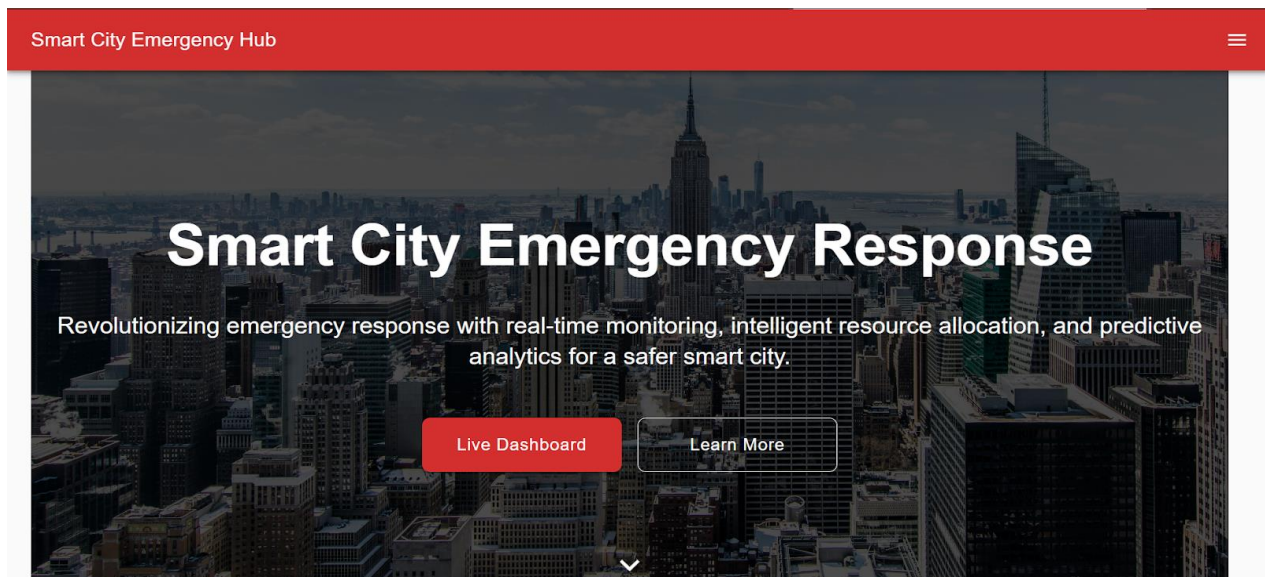 Smart City Emergency Hub
Smart City Emergency Response
Revolutionizing emergency response with real-time monitoring, intelligent resource allocation, and predictive
analytics for a safer smart city.
Live Dashboard
Learn More